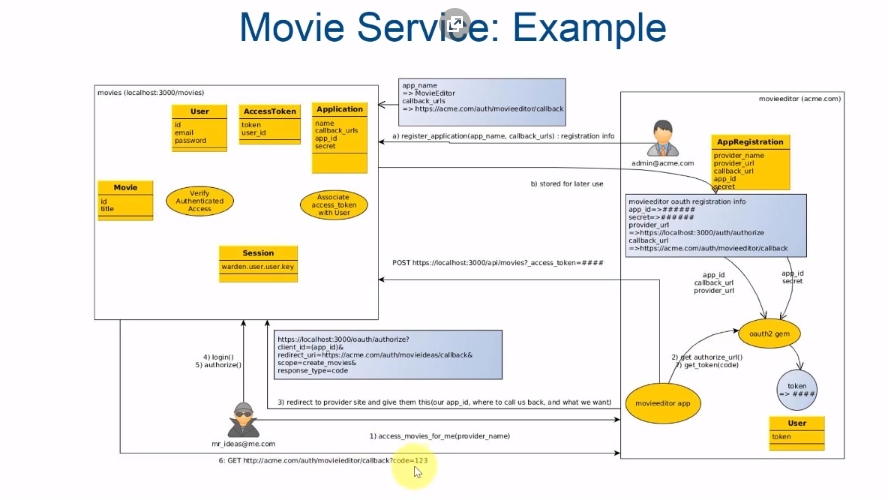 Movie Service: Example
movies (localhost:3000/movies)
User
id
email
password
AccessToken
token
user_id
Application
name
callback_urls
app_id
secret
Movie
id
title
Verify
Authenticated
Access
Associate
access_token
with User
Session
warden.user.user.key
app_name
=> MovieEditor
callback_urls
=> https://acme.com/auth/movieeditor/callback
a) register_application(app_name, callback_urls) : registration info
b) stored for later use
POST https://localhost:3000/api/movies?_access_token=####
movieeditor (acme.com)
admin@acme.com
AppRegistration
provider_name
provider_url
callback_url
app_id
secret
movieeditor oauth registration info
app_id=>######
secret=>######
provider_url
=>https://localhost:3000/auth/authorize
callback_url
=>https://acme.com/auth/movieeditor/callback
app_id
callback_url
provider_url
app_id
secret
oauth2 gem
2) get authorize_url()
7) get_token(code)
token
=> ####
movieeditor app
User
token
https://localhost:3000/oauth/authorize?
client_id=(app_id)&
redirect_uri=https://acme.com/auth/movieideas/callback&
scope=create_movies&
response_type=code
4) login()
5) authorize()
3) redirect to provider site and give them this(our app_id, where to call us back, and what we want)
mr_ideas@me.com
1) access_movies_for_me(provider_name)
6: GET http://acme.com/auth/movieieditor/callback?code=123